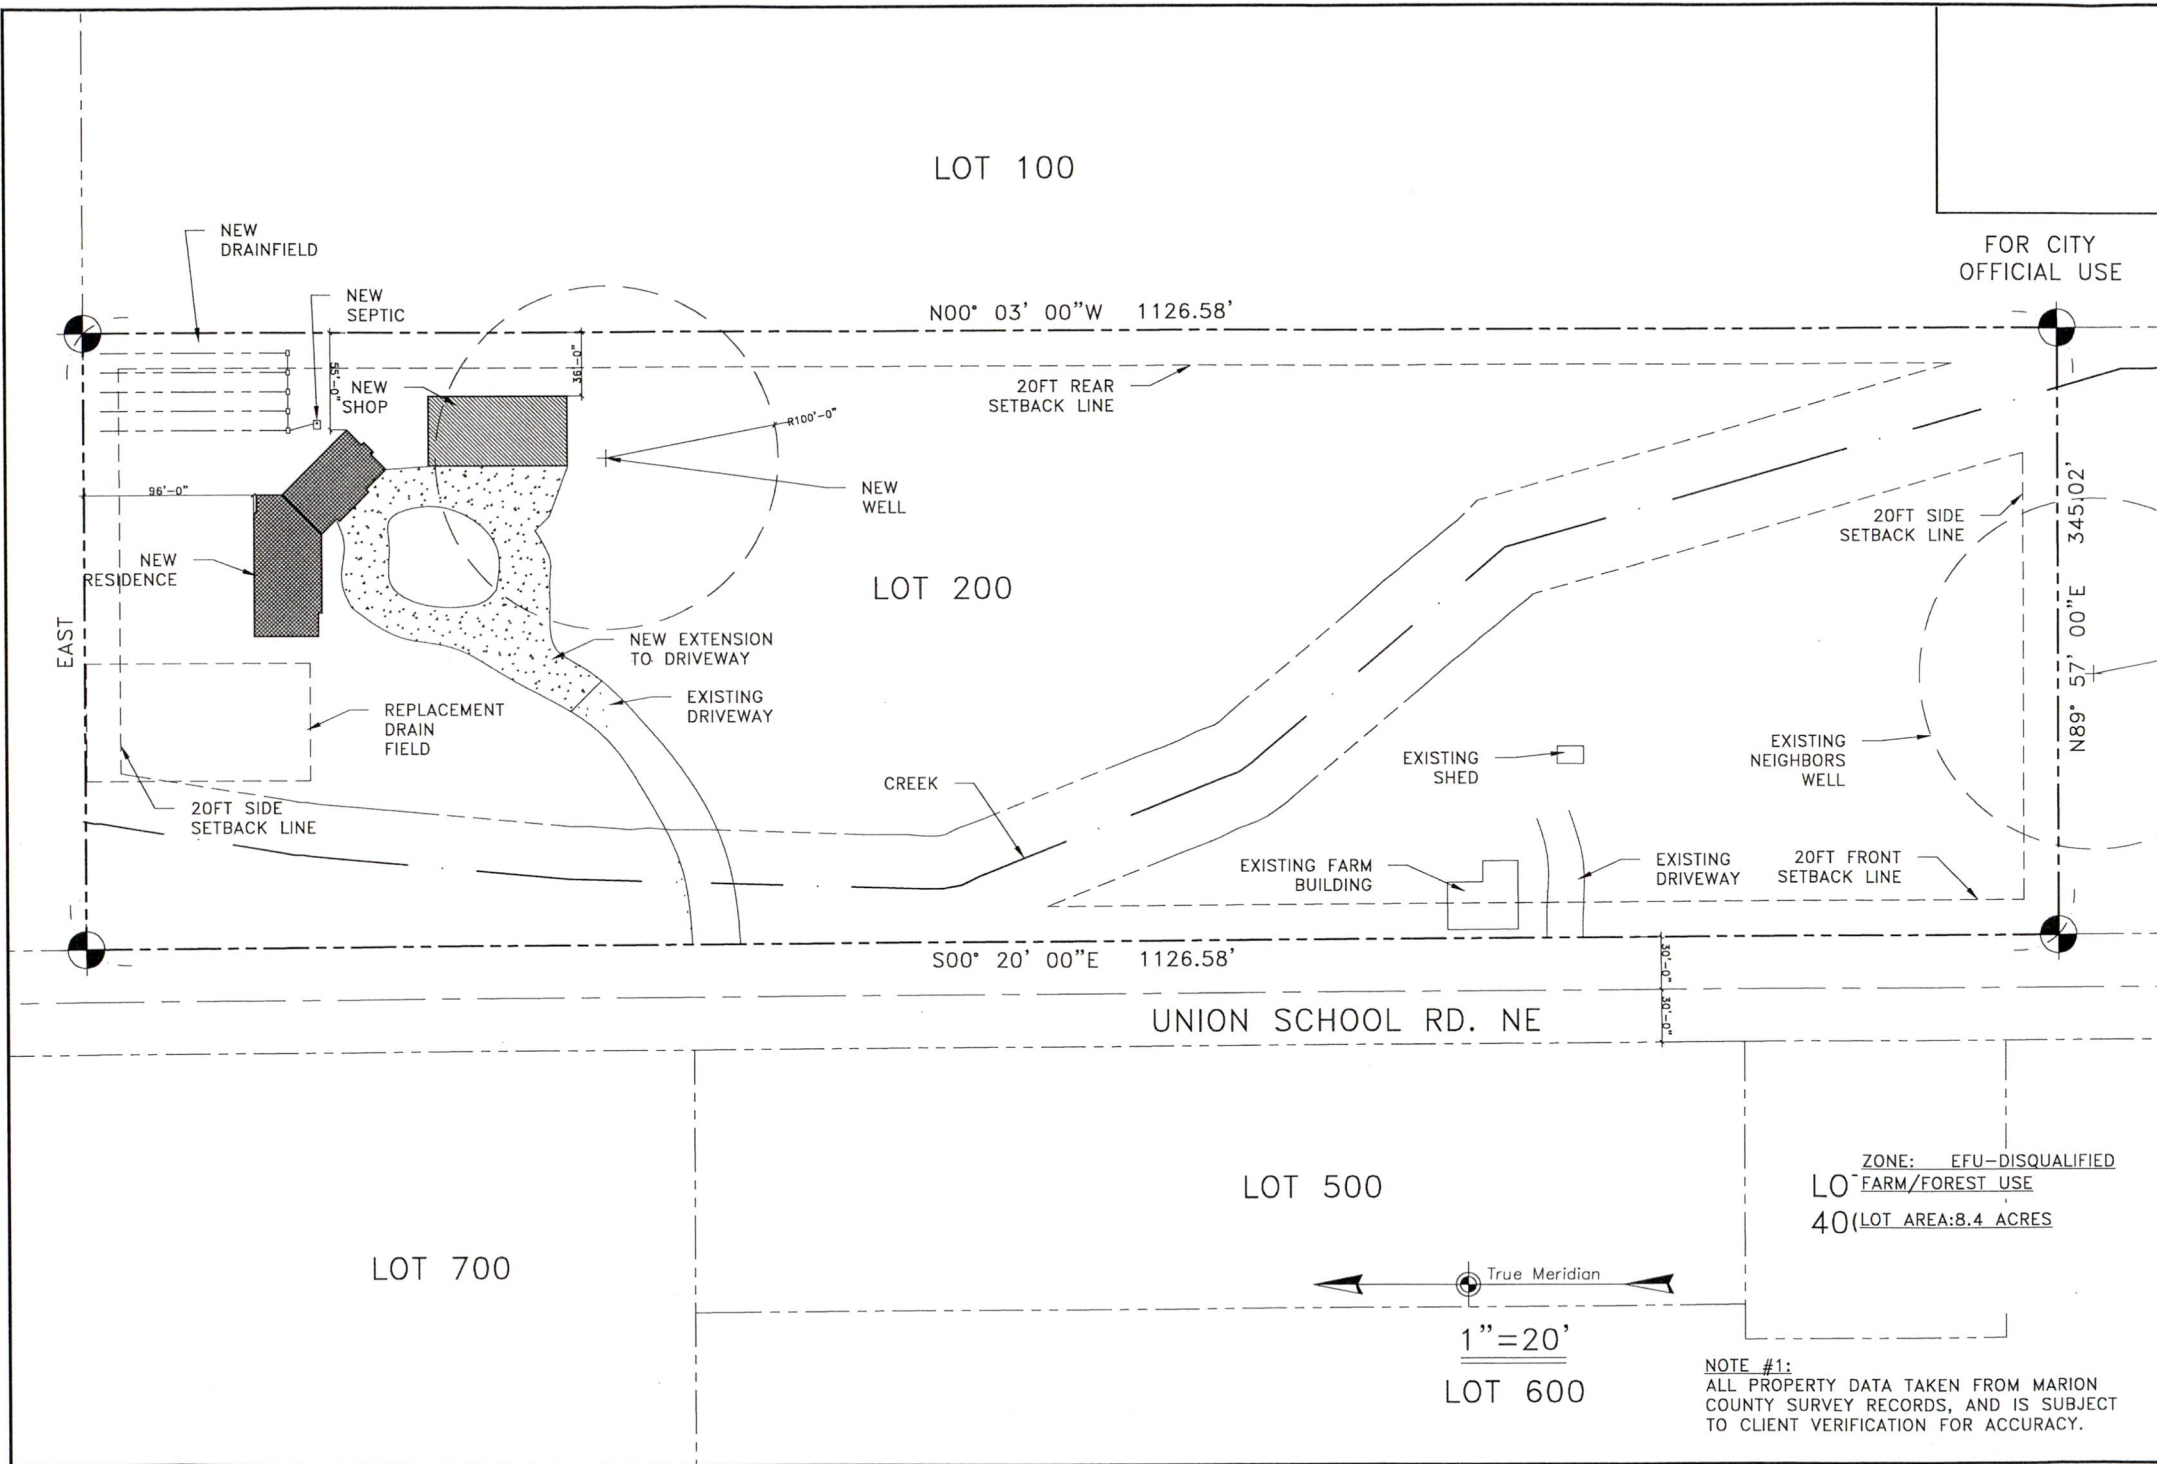 LOT 100
FOR CITY
OFFICIAL USE
NEW
DRAINFIELD
NEW
SEPTIC
N00° 03' 00"W 1126.58'
55'-0"
36'-0"
NEW
SHOP
20FT REAR
SETBACK LINE
R100'-0"
96'-0"
NEW
WELL
20FT SIDE
SETBACK LINE
N89° 57' 00"E 345.02'
NEW
RESIDENCE
LOT 200
EAST
NEW EXTENSION
TO DRIVEWAY
EXISTING
DRIVEWAY
REPLACEMENT
DRAIN
FIELD
EXISTING
SHED
EXISTING
NEIGHBORS
WELL
CREEK
20FT SIDE
SETBACK LINE
EXISTING FARM
BUILDING
EXISTING
DRIVEWAY
20FT FRONT
SETBACK LINE
S00° 20' 00"E 1126.58'
30'-0"
30'-0"
UNION SCHOOL RD. NE
ZONE: EFU-DISQUALIFIED
FARM/FOREST USE
LO
40
LOT AREA:8.4 ACRES
LOT 500
LOT 700
True Meridian
1"=20'
LOT 600
NOTE #1:
ALL PROPERTY DATA TAKEN FROM MARION
COUNTY SURVEY RECORDS, AND IS SUBJECT
TO CLIENT VERIFICATION FOR ACCURACY.